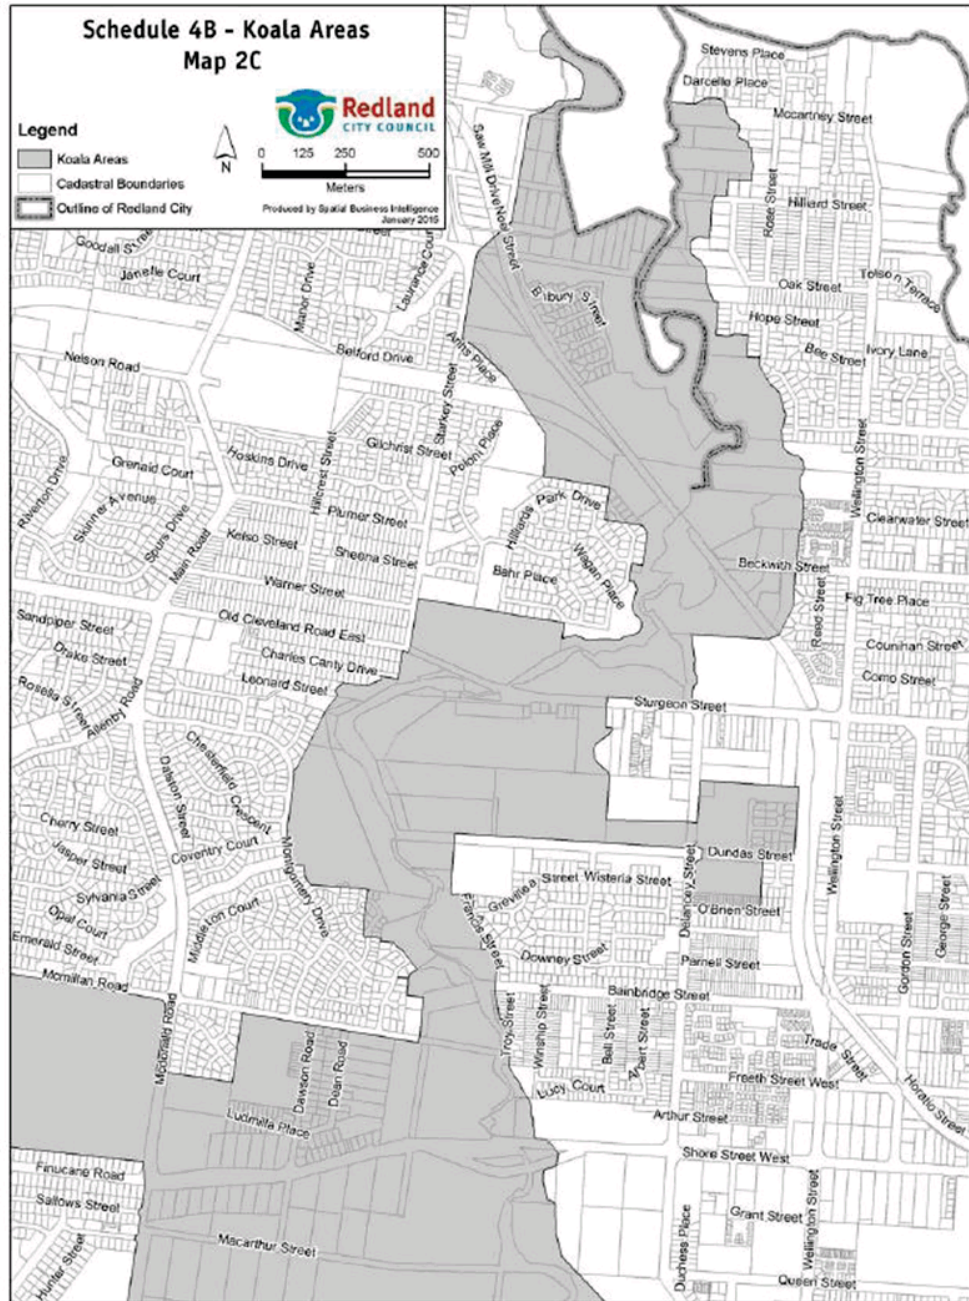 Schedule 4B - Koala Areas
Map 2C
Redland
CITY COUNCIL
Legend
Koala Areas
Cadastral Boundaries
Outline of Redland City
N
0 125 250 500
Meters
Produced by Spatial Business Intelligence
January 2015
Stevens Place
Darcelle Place
Mccartney Street
Saw Mill Drive
Noel Street
Rose Street
Hilliard Street
Goodall Street
Janelle Court
Manor Drive
Laurance Court
Street
Oak Street
Tolson Terrace
Hope Street
Bee Street
Ivory Lane
Nelson Road
Belford Drive
Starkey Street
Gilchrist Street
Poloni Place
Wellington Street
Riverton Drive
Grenaid Court
Hoskins Drive
Hillcrest Street
Skinner Avenue
Spurs Drive
Main Road
Plumer Street
Kelso Street
Sheena Street
Warner Street
Hilliards Park Drive
Wagan Place
Bahr Place
Clearwater Street
Beckwith Street
Reed Street
Fig Tree Place
Counihan Street
Como Street
Sandpiper Street
Drake Street
Rosella Street
Allenby Road
Old Cleveland Road East
Charles Canty Drive
Leonard Street
Sturgeon Street
Dalston Street
Chesterfield Crescent
Cherry Street
Jasper Street
Sylvania Street
Opal Court
Emerald Street
Coventry Court
Middleton Court
Montgomery Drive
Dundas Street
Wellington Street
Grevillea Street
Wisteria Street
Delancey Street
O'Brien Street
Francis Street
Downey Street
Parnell Street
Gordon Street
George Street
Mcmillan Road
Mcdonald Road
Bainbridge Street
Troy Street
Winship Street
Bell Street
Trade Street
Horatio Street
Dawston Road
Dean Road
Ludmilla Place
Lucy Court
Freeth Street West
Arthur Street
Shore Street West
Finucane Road
Sallows Street
Hunter Street
Macarthur Street
Duchess Place
Grant Street
Wellington Street
Queen Street